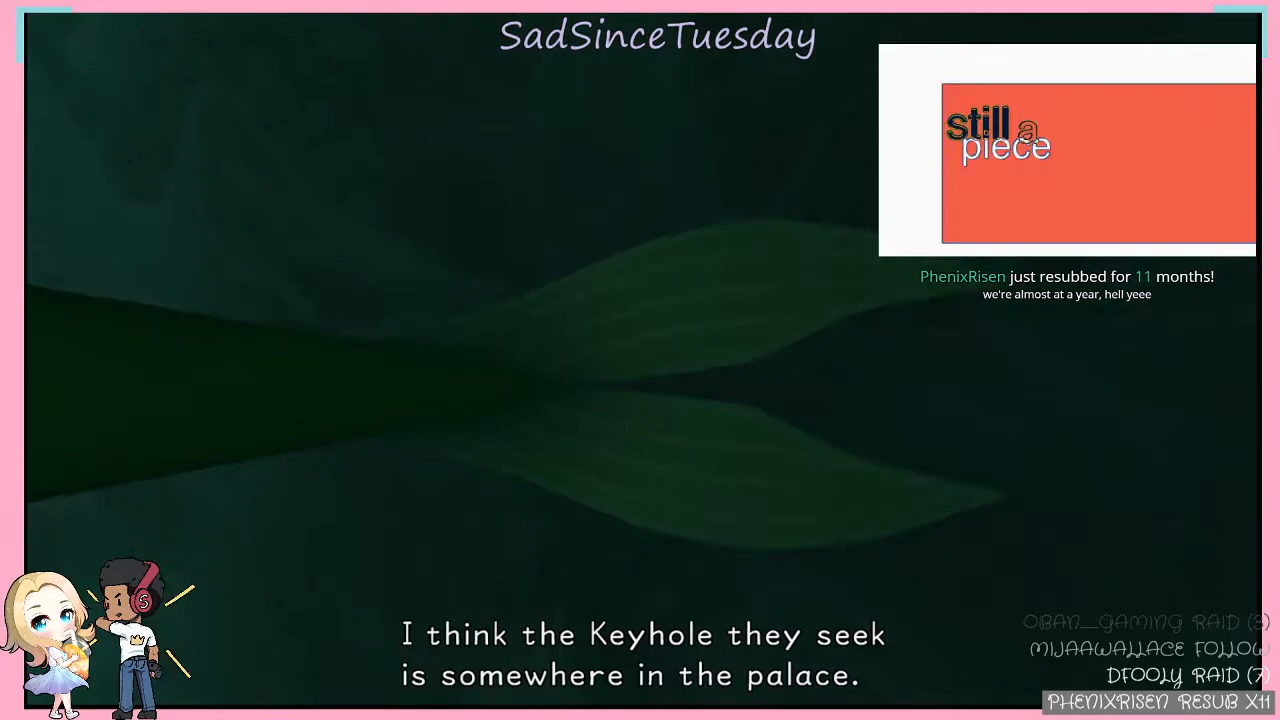 SadSinceTuesday
still a
piece
PhenixRisen just resubbed for 11 months!
we're almost at a year, hell yeee
I think the Keyhole they seek
is somewhere in the palace.
OBAN_GAMING RAID (3)
MIJAAWALLACE FOLLOW
DFOOLY RAID (7)
PHENIXRISEN RESUB X11
S